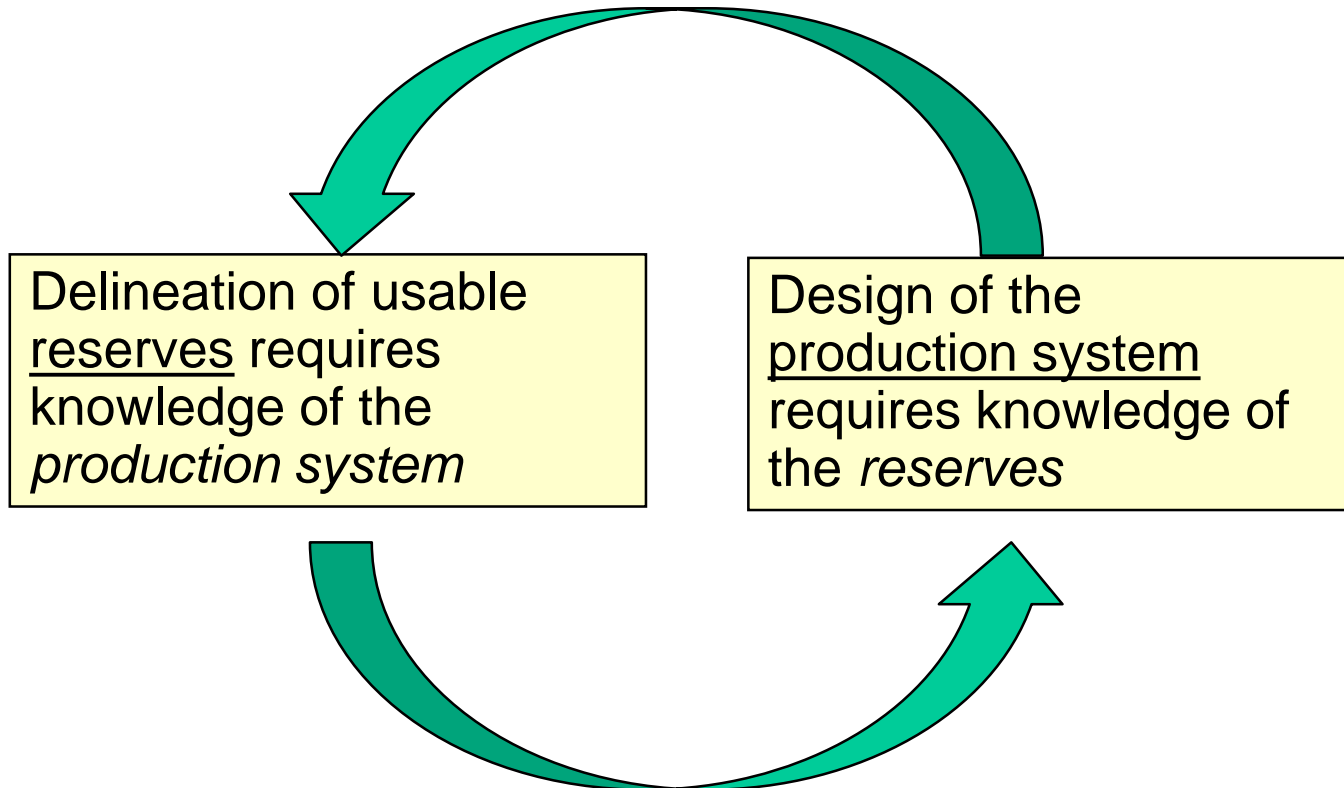 Delineation of usable
reserves requires
knowledge of the
production system
Design of the
production system
requires knowledge of
the reserves